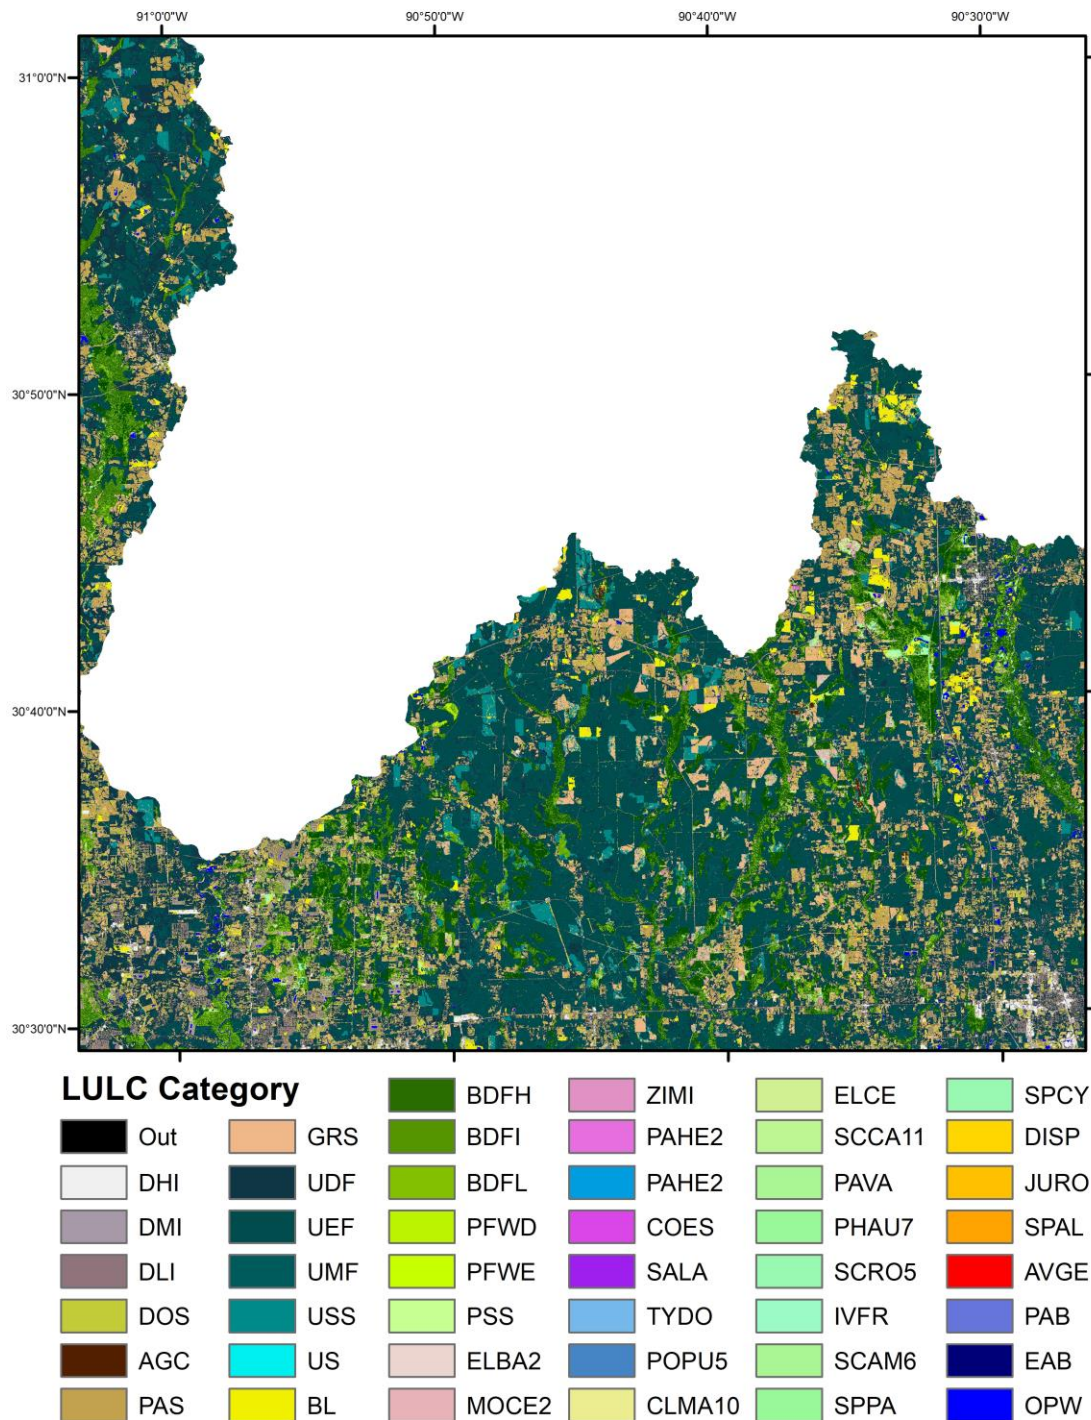 91°0'0"W 90°50'0"W 90°40'0"W 90°30'0"W
31°0'0"N
30°50'0"N
30°40'0"N
30°30'0"N
LULC Category
BDFH ZIMI ELCE SPCY
Out GRS BDFI PAHE2 SCCA11 DISP
DHI UDF BDFL PAHE2 PAVA JURO
DMI UEF PFWD COES PHAU7 SPAL
DLI UMF PFWE SALA SCRO5 AVGE
DOS USS PSS TYDO IVFR PAB
AGC US ELBA2 POPU5 SCAM6 EAB
PAS BL MOCE2 CLMA10 SPPA OPW